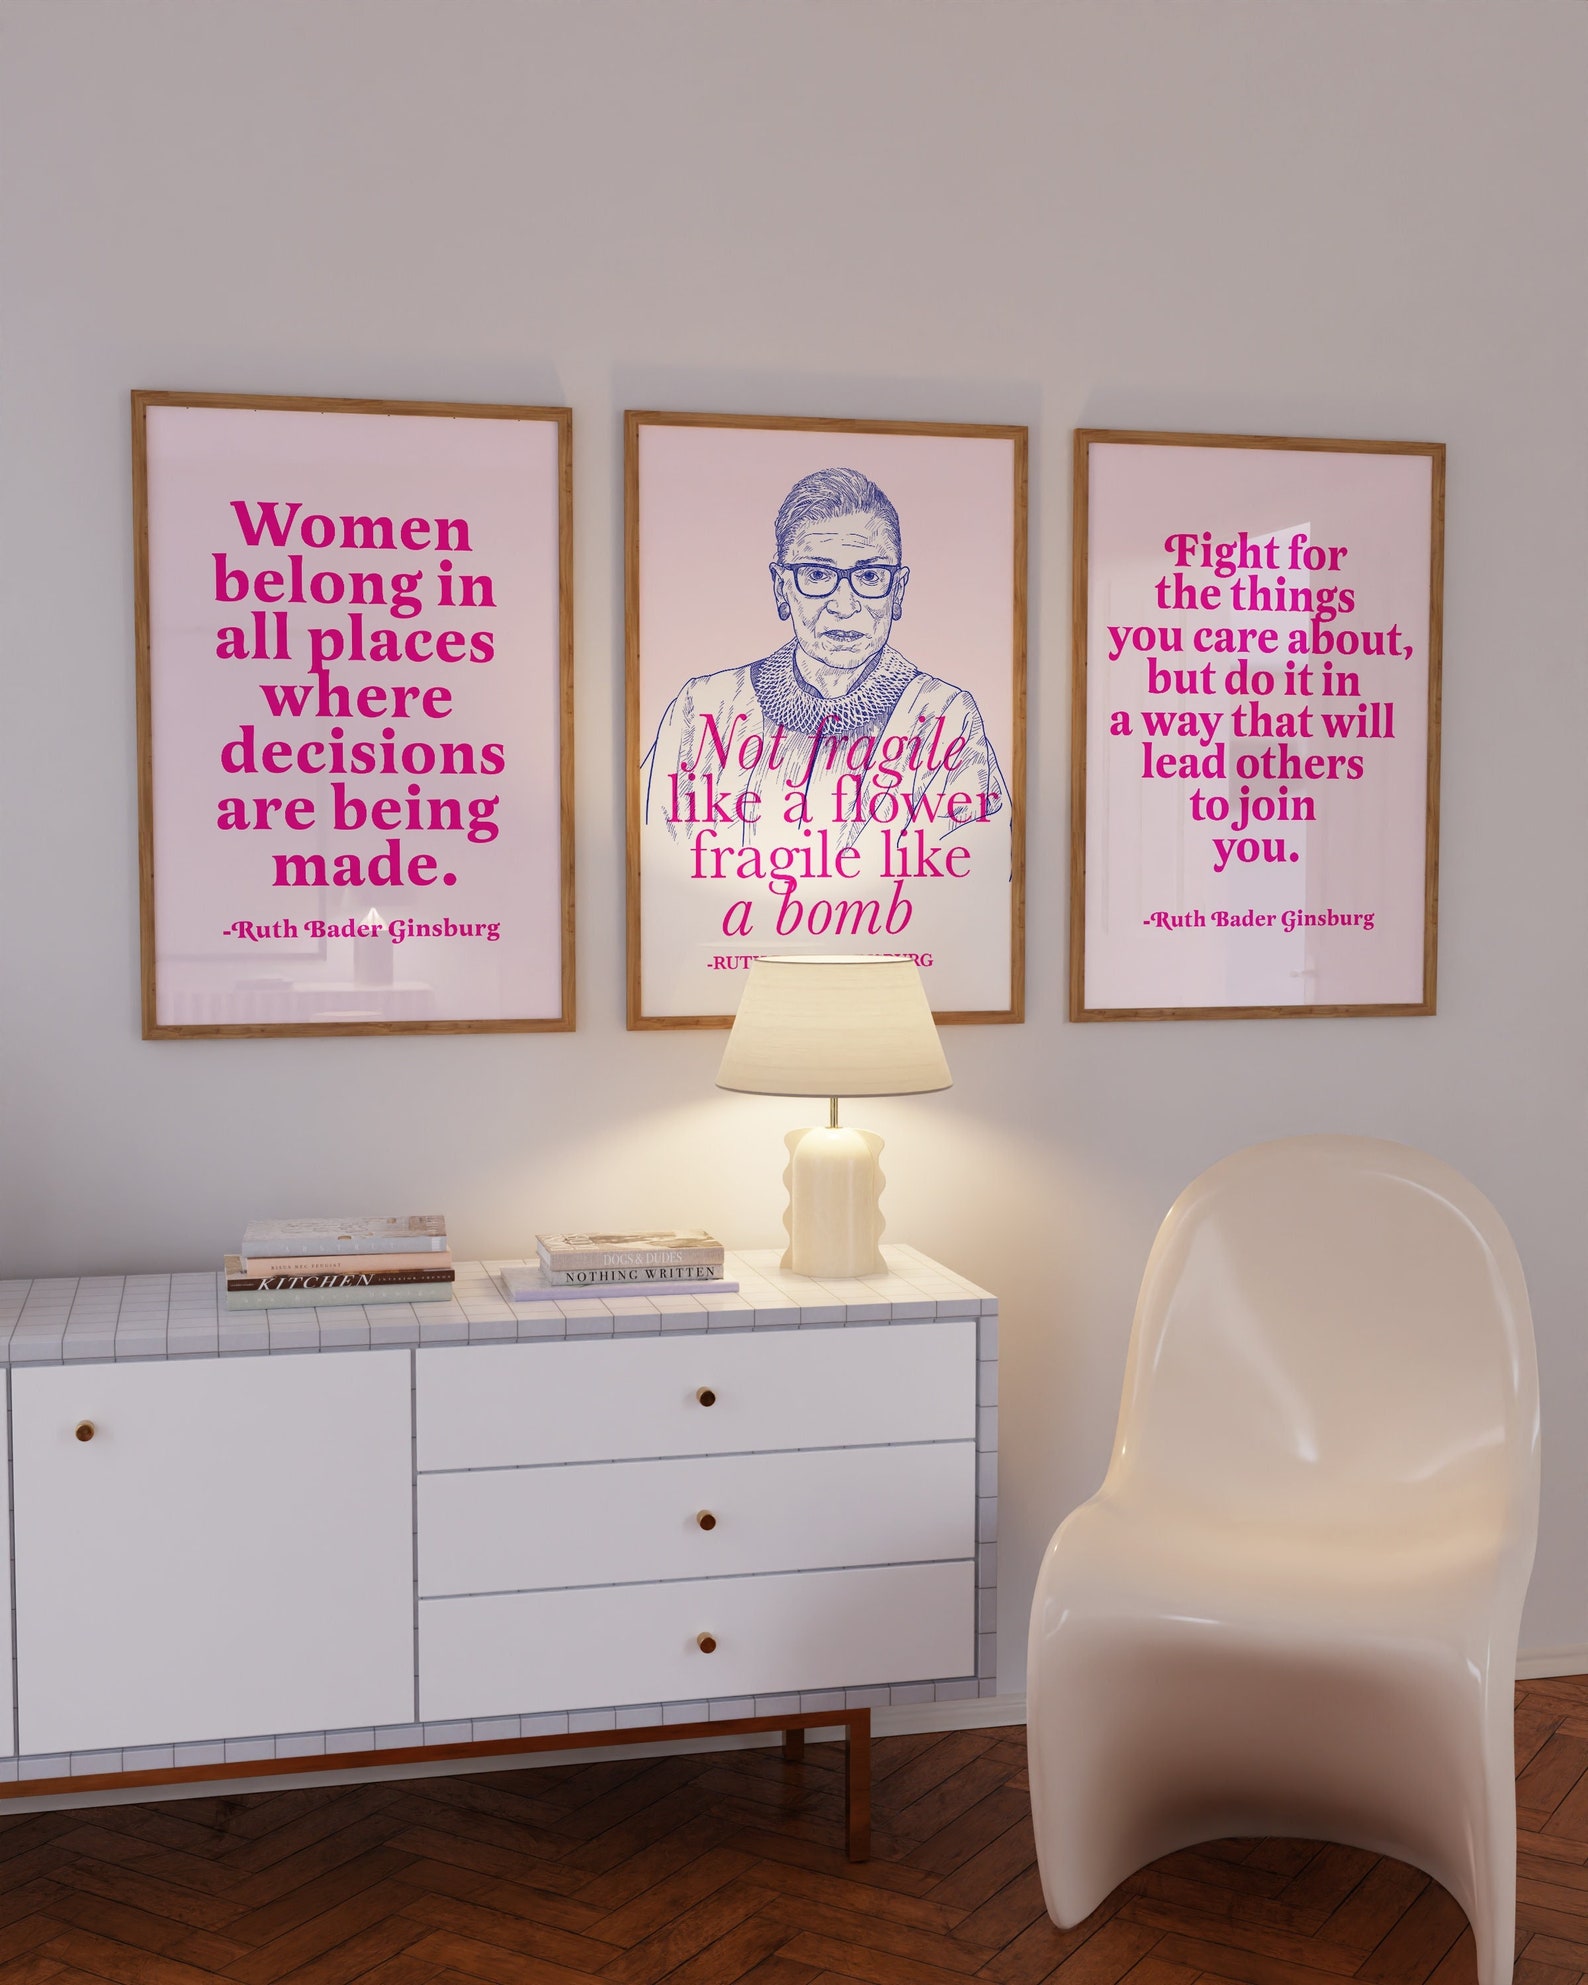 Women
belong in
all places
where
decisions
are being
made.
-Ruth Bader Ginsburg
Not fragile
like a flower
fragile like
a bomb
Fight for
the things
you care about,
but do it in
a way that will
lead others
to join
you.
-Ruth Bader Ginsburg
KITCHEN
DOGS & DUDES
NOTHING WRITTEN